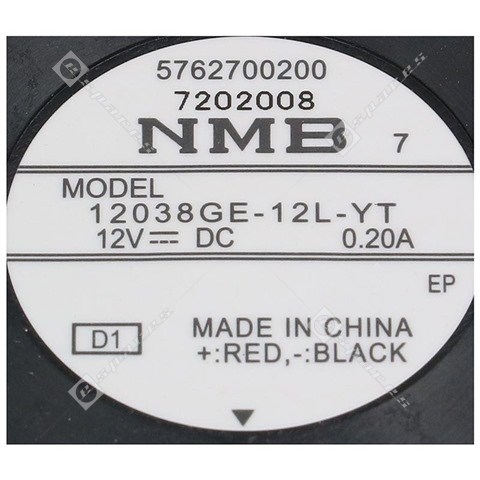 5762700200
7202008
NMB 7
MODEL
12038GE-12L-YT
12V⎓ DC 0.20A
EP
D1
MADE IN CHINA
+:RED,-:BLACK